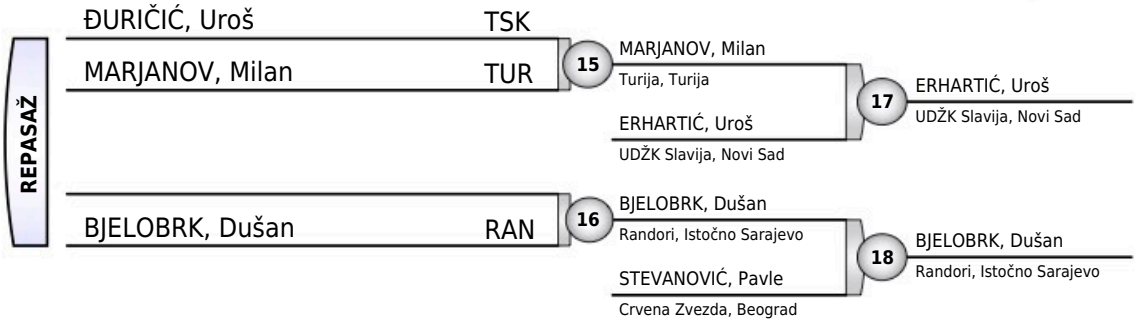 REPASAŽ
ĐURIČIĆ, Uroš TSK
MARJANOV, Milan TUR
15
MARJANOV, Milan
Turija, Turija
ERHARTIĆ, Uroš
UDŽK Slavija, Novi Sad
17
ERHARTIĆ, Uroš
UDŽK Slavija, Novi Sad
BJELOBRK, Dušan RAN
16
BJELOBRK, Dušan
Randori, Istočno Sarajevo
STEVANOVIĆ, Pavle
Crvena Zvezda, Beograd
18
BJELOBRK, Dušan
Randori, Istočno Sarajevo